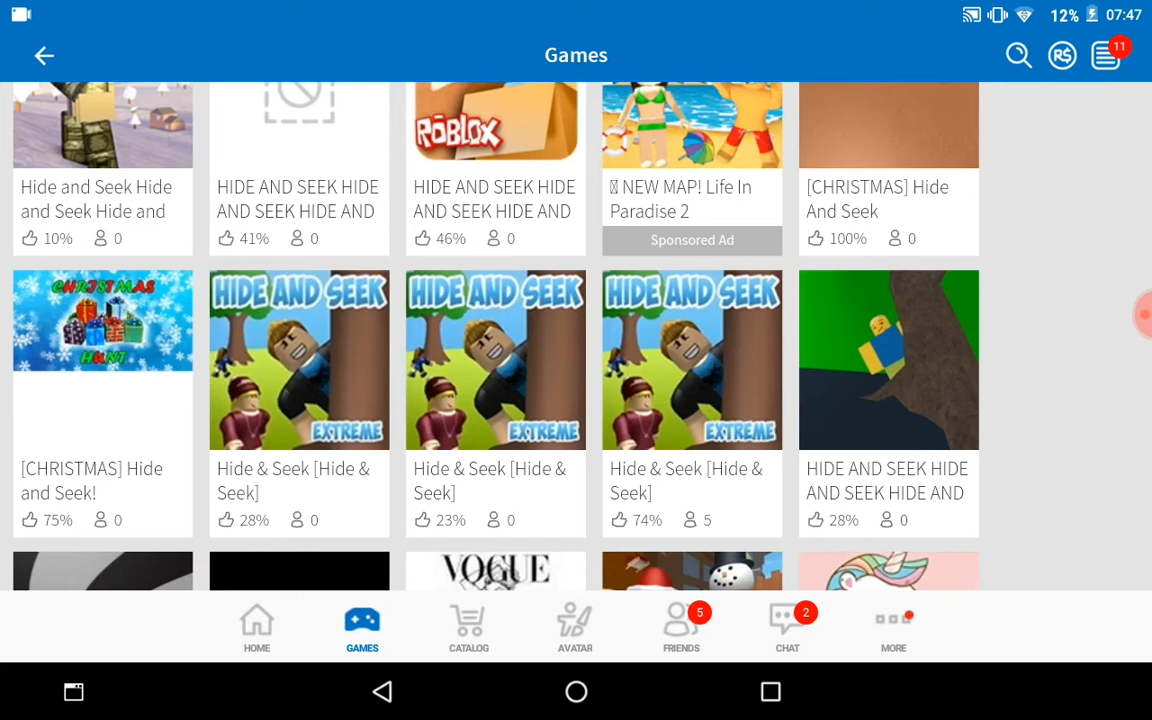 12% 07:47
Games
R$
11
ROBLOX
Hide and Seek Hide
and Seek Hide and
10% 0
HIDE AND SEEK HIDE
AND SEEK HIDE AND
41% 0
HIDE AND SEEK HIDE
AND SEEK HIDE AND
46% 0
NEW MAP! Life In
Paradise 2
Sponsored Ad
[CHRISTMAS] Hide
And Seek
100% 0
CHRISTMAS
HUNT
[CHRISTMAS] Hide
and Seek!
75% 0
HIDE AND SEEK
EXTREME
Hide & Seek [Hide &
Seek]
28% 0
HIDE AND SEEK
EXTREME
Hide & Seek [Hide &
Seek]
23% 0
HIDE AND SEEK
EXTREME
Hide & Seek [Hide &
Seek]
74% 5
HIDE AND SEEK HIDE
AND SEEK HIDE AND
28% 0
VOGUE
HOME
GAMES
CATALOG
AVATAR
5
FRIENDS
2
CHAT
MORE